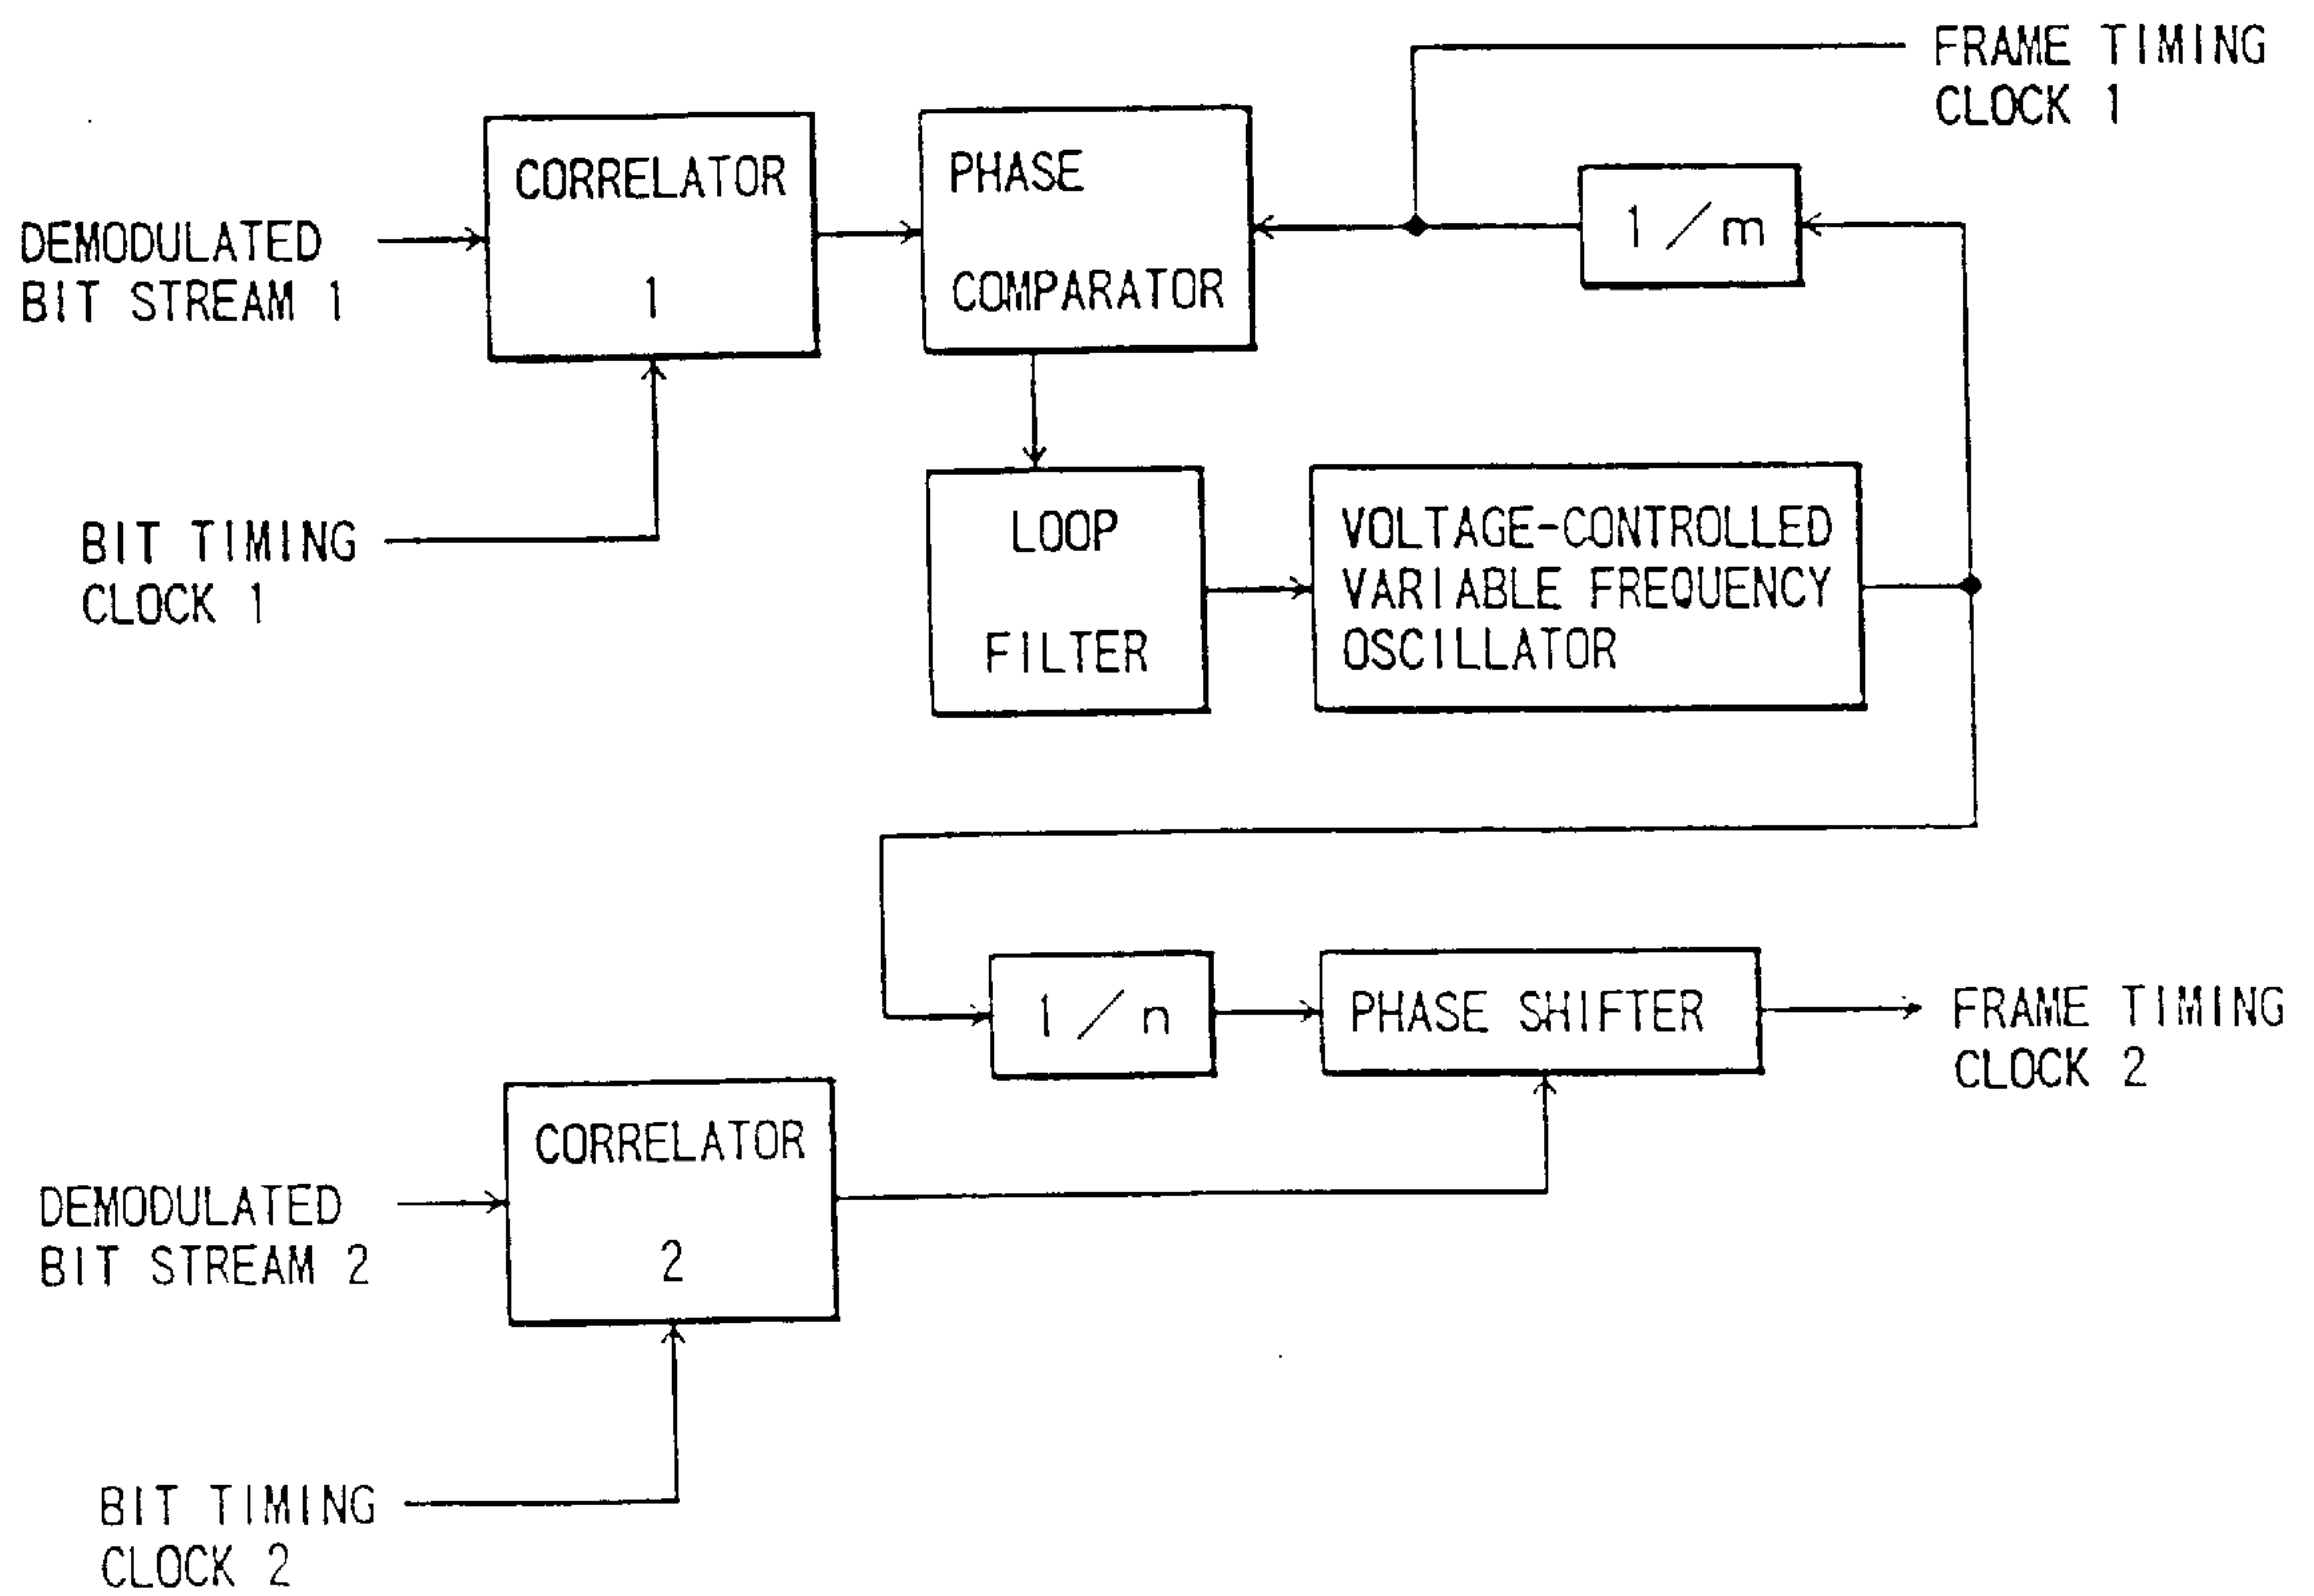 FRAME TIMING
CLOCK 1
CORRELATOR
1
PHASE
COMPARATOR
1/m
DEMODULATED
BIT STREAM 1
BIT TIMING
CLOCK 1
LOOP
FILTER
VOLTAGE-CONTROLLED
VARIABLE FREQUENCY
OSCILLATOR
1/n
PHASE SHIFTER
FRAME TIMING
CLOCK 2
CORRELATOR
2
DEMODULATED
BIT STREAM 2
BIT TIMING
CLOCK 2